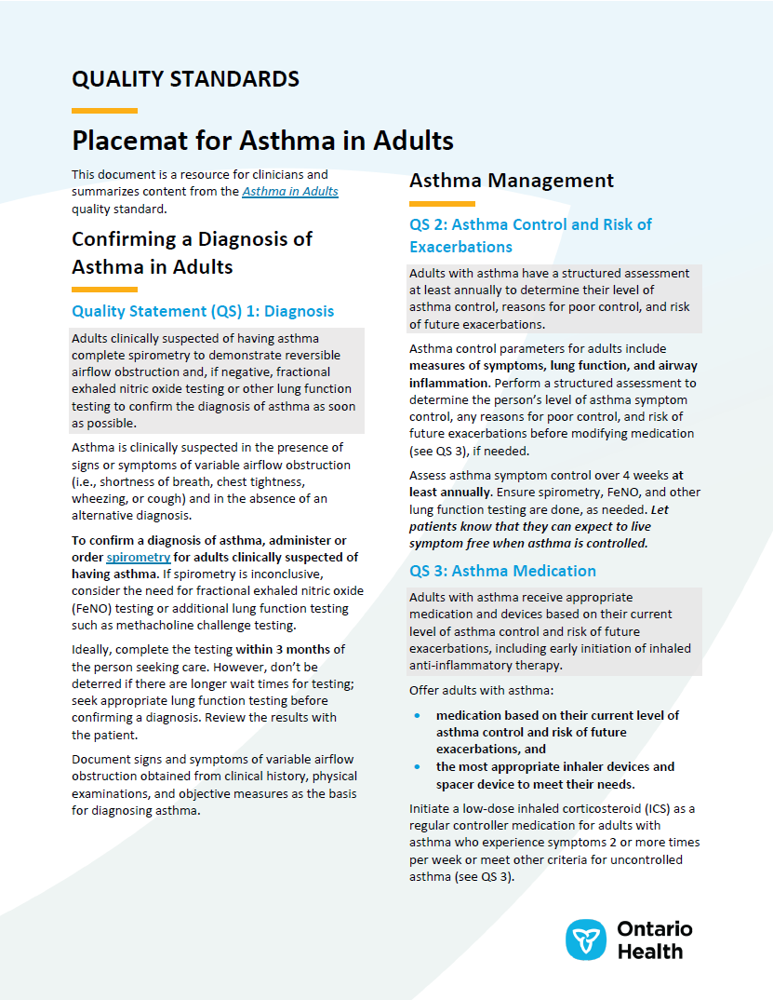 QUALITY STANDARDS
Placemat for Asthma in Adults
This document is a resource for clinicians and
summarizes content from the Asthma in Adults
quality standard.
Confirming a Diagnosis of
Asthma in Adults
Quality Statement (QS) 1: Diagnosis
Adults clinically suspected of having asthma
complete spirometry to demonstrate reversible
airflow obstruction and, if negative, fractional
exhaled nitric oxide testing or other lung function
testing to confirm the diagnosis of asthma as soon
as possible.
Asthma is clinically suspected in the presence of
signs or symptoms of variable airflow obstruction
(i.e., shortness of breath, chest tightness,
wheezing, or cough) and in the absence of an
alternative diagnosis.
To confirm a diagnosis of asthma, administer or
order spirometry for adults clinically suspected of
having asthma. If spirometry is inconclusive,
consider the need for fractional exhaled nitric oxide
(FeNO) testing or additional lung function testing
such as methacholine challenge testing.
Ideally, complete the testing within 3 months of
the person seeking care. However, don't be
deterred if there are longer wait times for testing;
seek appropriate lung function testing before
confirming a diagnosis. Review the results with
the patient.
Document signs and symptoms of variable airflow
obstruction obtained from clinical history, physical
examinations, and objective measures as the basis
for diagnosing asthma.
Asthma Management
QS 2: Asthma Control and Risk of
Exacerbations
Adults with asthma have a structured assessment
at least annually to determine their level of
asthma control, reasons for poor control, and risk
of future exacerbations.
Asthma control parameters for adults include
measures of symptoms, lung function, and airway
inflammation. Perform a structured assessment to
determine the person's level of asthma symptom
control, any reasons for poor control, and risk of
future exacerbations before modifying medication
(see QS 3), if needed.
Assess asthma symptom control over 4 weeks at
least annually. Ensure spirometry, FeNO, and other
lung function testing are done, as needed. Let
patients know that they can expect to live
symptom free when asthma is controlled.
QS 3: Asthma Medication
Adults with asthma receive appropriate
medication and devices based on their current
level of asthma control and risk of future
exacerbations, including early initiation of inhaled
anti-inflammatory therapy.
Offer adults with asthma:
• medication based on their current level of
asthma control and risk of future
exacerbations, and
• the most appropriate inhaler devices and
spacer device to meet their needs.
Initiate a low-dose inhaled corticosteroid (ICS) as a
regular controller medication for adults with
asthma who experience symptoms 2 or more times
per week or meet other criteria for uncontrolled
asthma (see QS 3).
Ontario
Health